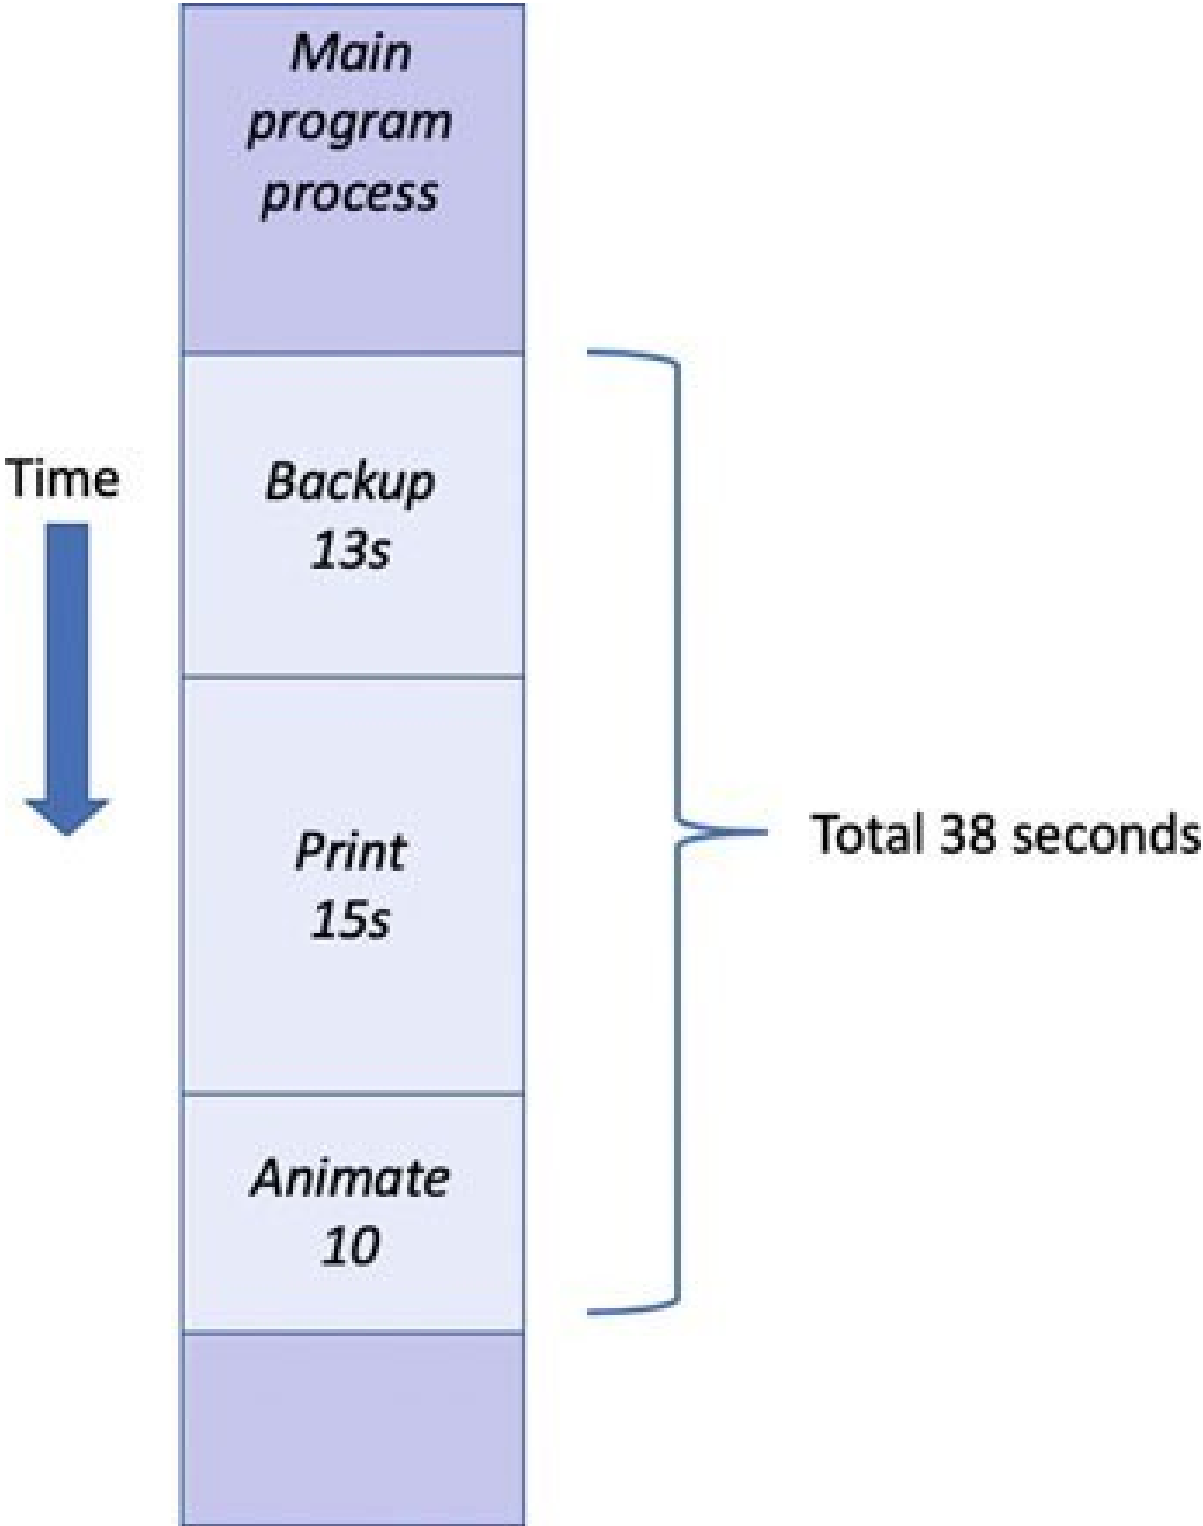 Main
program
process
Time
Backup
13s
Print
15s
Total 38 seconds
Animate
10